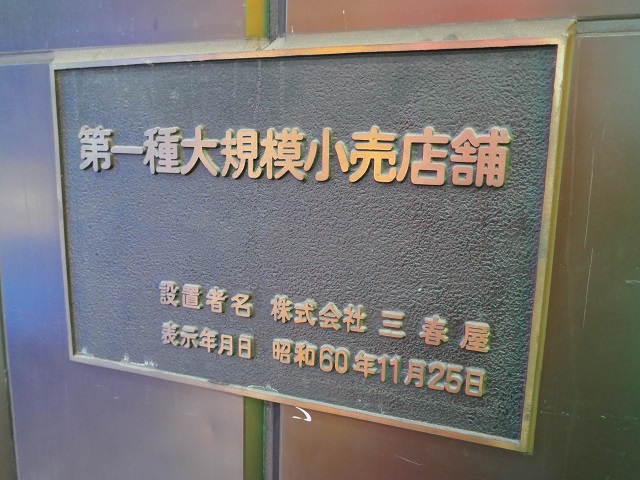 第一種大規模小売店舗
設置者名 株式会社 三春屋
表示年月日 昭和60年11月25日